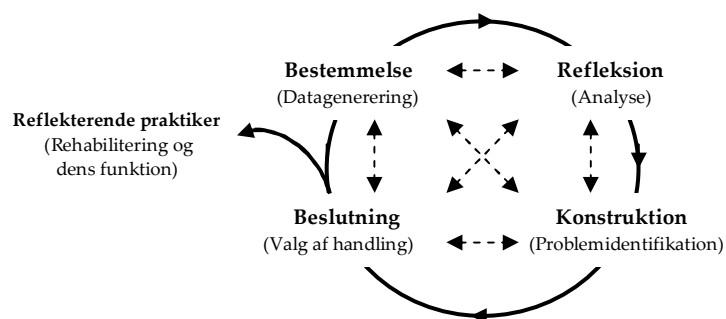 Bestemmelse
(Datagenerering)
Refleksion
(Analyse)
Reflekterende praktiker
(Rehabilitering og
dens funktion)
Beslutning
(Valg af handling)
Konstruktion
(Problemidentifikation)